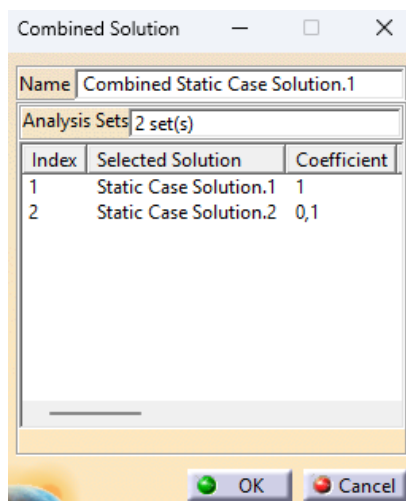 Combined Solution
Name Combined Static Case Solution.1
Analysis Sets 2 set(s)
Index Selected Solution Coefficient
1 Static Case Solution.1 1
2 Static Case Solution.2 0,1
OK Cancel